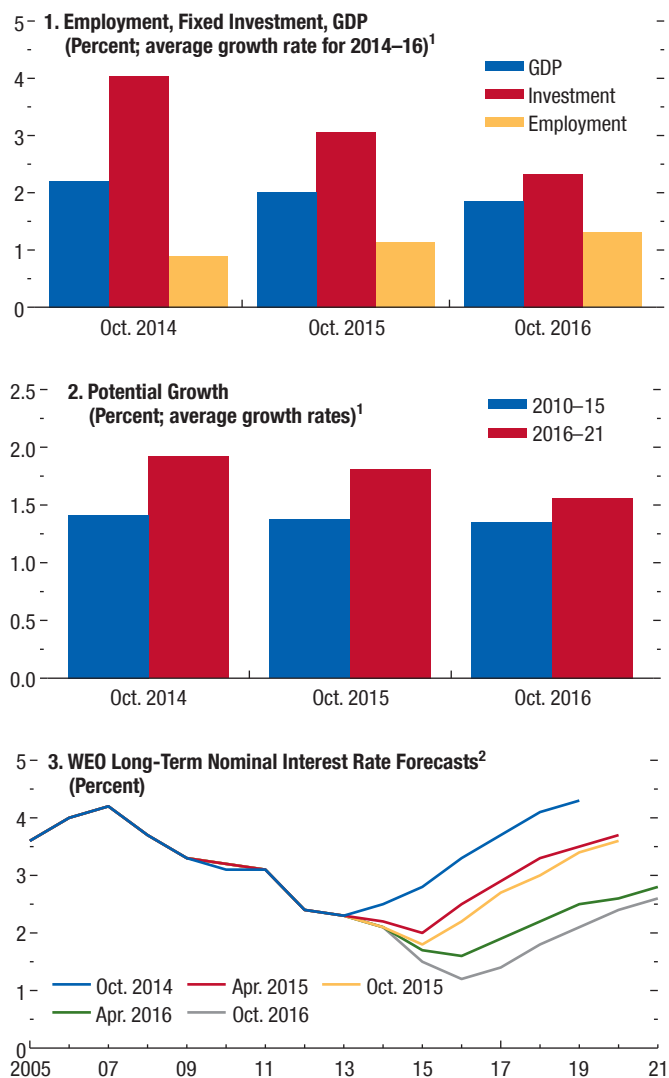 1. Employment, Fixed Investment, GDP
(Percent; average growth rate for 2014–16)¹
GDP
Investment
Employment
5
4
3
2
1
0
Oct. 2014 Oct. 2015 Oct. 2016
2. Potential Growth
(Percent; average growth rates)¹
2010–15
2016–21
2.5
2.0
1.5
1.0
0.5
0.0
Oct. 2014 Oct. 2015 Oct. 2016
3. WEO Long-Term Nominal Interest Rate Forecasts²
(Percent)
5
4
3
2
1
0
Oct. 2014 Apr. 2015 Oct. 2015
Apr. 2016 Oct. 2016
2005 07 09 11 13 15 17 19 21